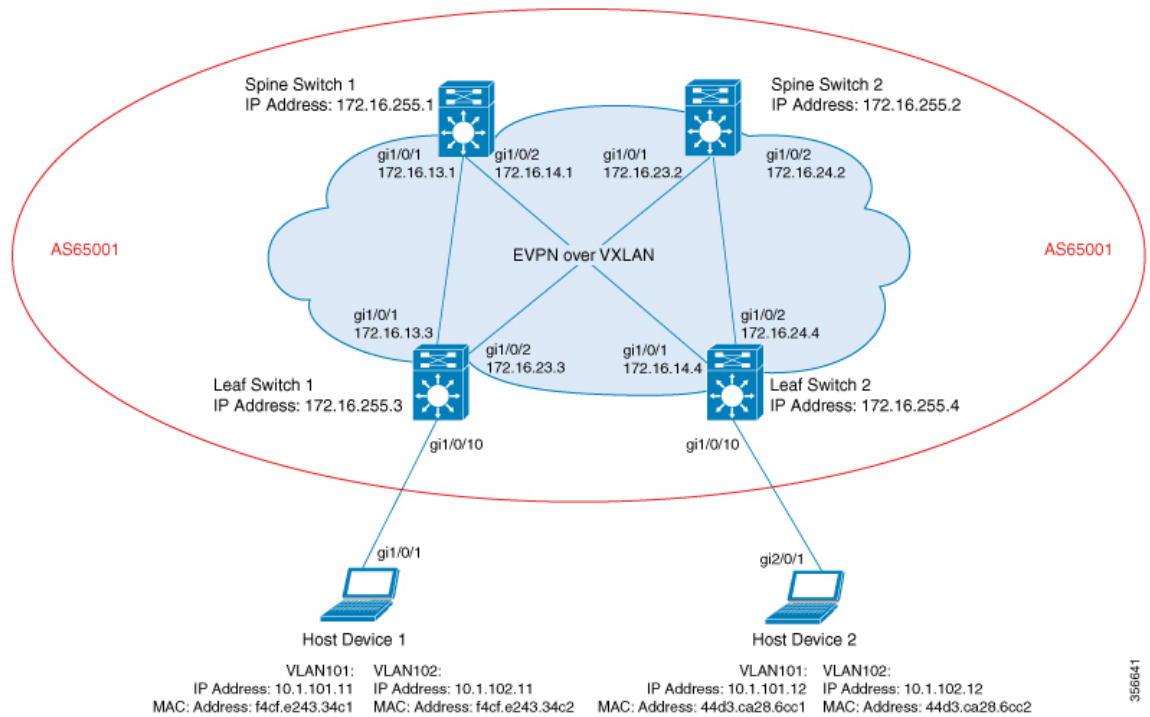 Spine Switch 1
IP Address: 172.16.255.1
Spine Switch 2
IP Address: 172.16.255.2
gi1/0/1
172.16.13.1
gi1/0/2
172.16.14.1
gi1/0/1
172.16.23.2
gi1/0/2
172.16.24.2
AS65001
EVPN over VXLAN
AS65001
gi1/0/1
172.16.13.3
gi1/0/2
172.16.23.3
gi1/0/1
172.16.14.4
gi1/0/2
172.16.24.4
Leaf Switch 1
IP Address: 172.16.255.3
Leaf Switch 2
IP Address: 172.16.255.4
gi1/0/10
gi1/0/10
gi1/0/1
gi2/0/1
Host Device 1
Host Device 2
VLAN101:
IP Address: 10.1.101.11
MAC: Address: f4cf.e243.34c1
VLAN102:
IP Address: 10.1.102.11
MAC: Address: f4cf.e243.34c2
VLAN101:
IP Address: 10.1.101.12
MAC: Address: 44d3.ca28.6cc1
VLAN102:
IP Address: 10.1.102.12
MAC: Address: 44d3.ca28.6cc2
356641